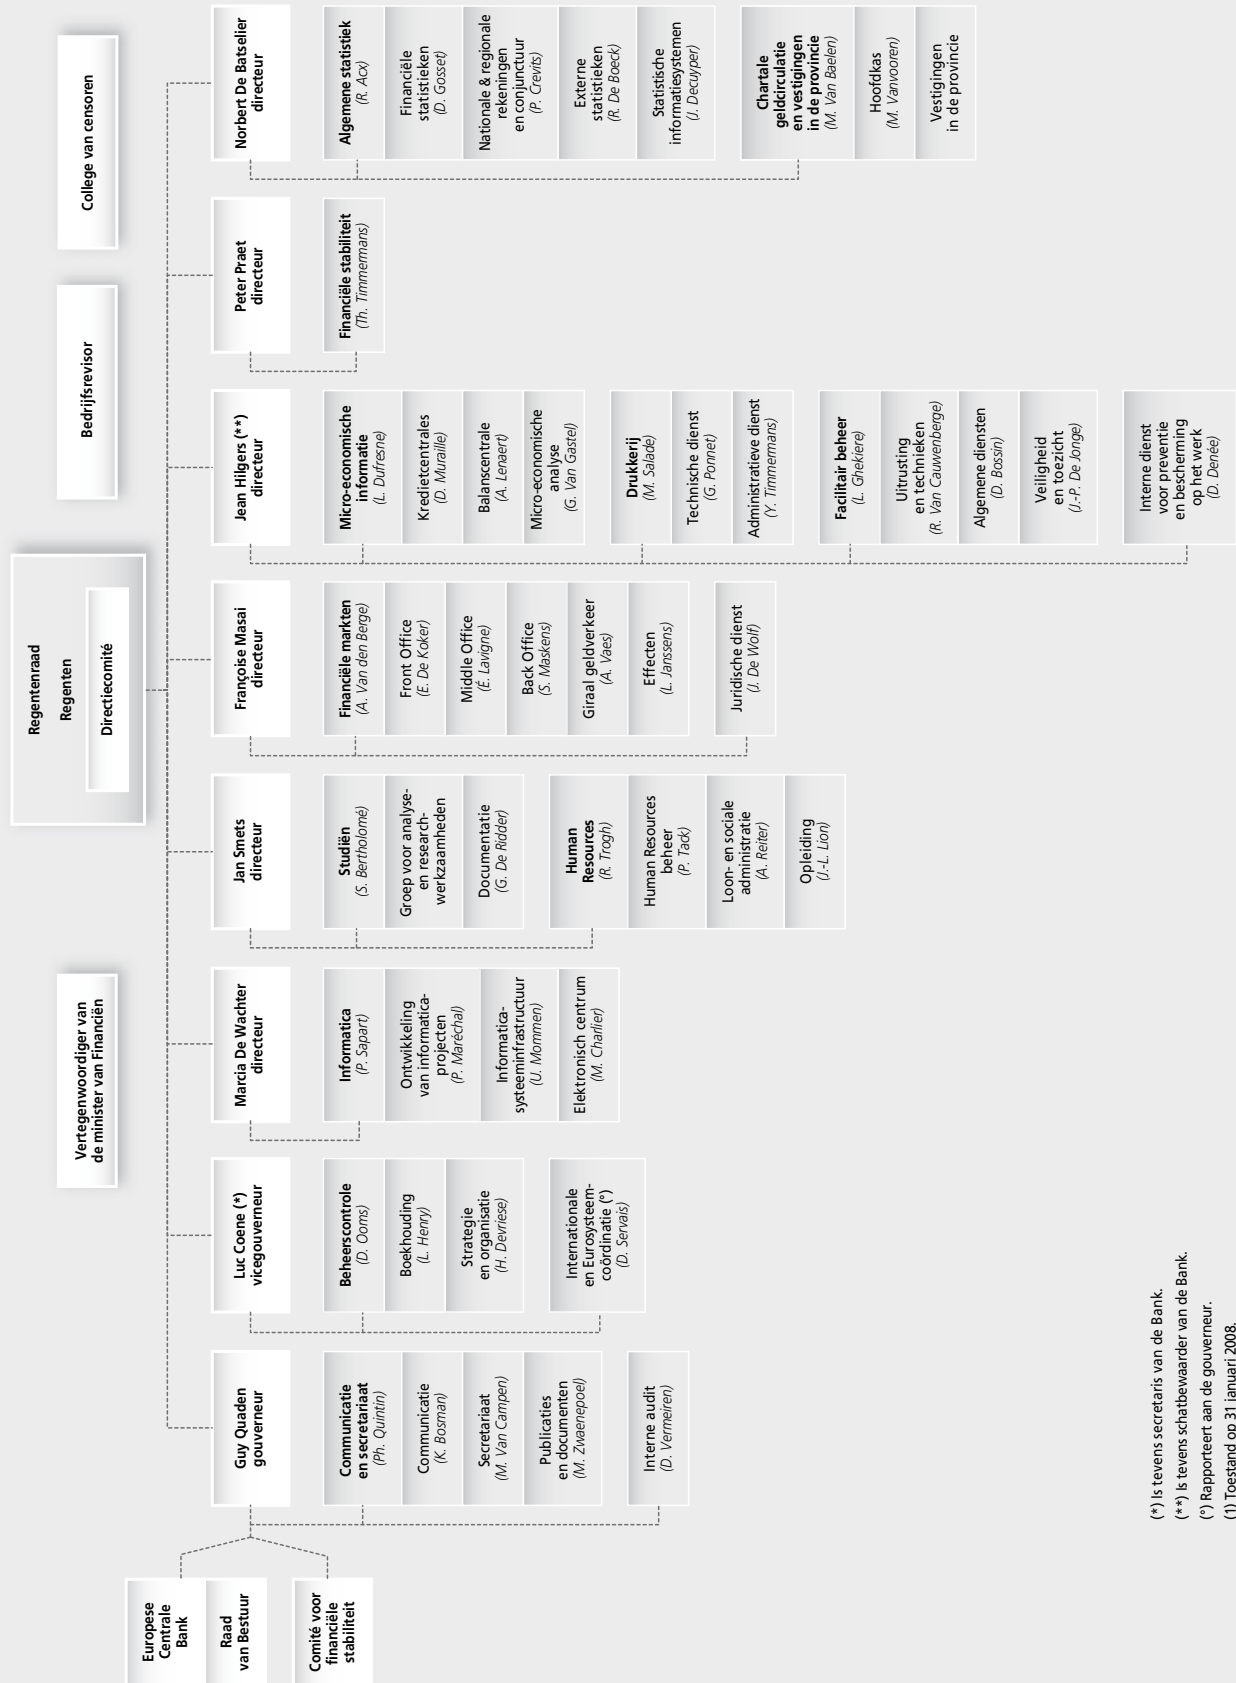 Regentenraad
Regenten
Directiecomité
Vertegenwoordiger van
de minister van Financiën
Bedrijfsrevisor
College van censoren
Europese
Centrale
Bank
Raad
van Bestuur
Comité voor
financiële
stabiliteit
Guy Quaden
gouverneur
Communicatie
en secretariaat
(Ph. Quintin)
Communicatie
(K. Bosman)
Secretariaat
(M. Van Campen)
Publicaties
en documenten
(M. Zwaenepoel)
Interne audit
(D. Vermeiren)
Luc Coene (*)
vicegouverneur
Beheerscontrole
(D. Ooms)
Boekhouding
(L. Henry)
Strategie
en organisatie
(H. Devriese)
Internationale
en Eurosysteem-
coördinatie (°)
(D. Servais)
Marcia De Wachter
directeur
Informatica
(P. Sapart)
Ontwikkeling
van informatica-
projecten
(P. Maréchal)
Informatica-
systeeminfrastructuur
(U. Mommen)
Elektronisch centrum
(M. Charlier)
Jan Smets
directeur
Studiën
(S. Bertholomé)
Groep voor analyse-
en research-
werkzaamheden
Documentatie
(G. De Ridder)
Human
Resources
(R. Trogh)
Human Resources
beheer
(P. Tack)
Loon- en sociale
administratie
(A. Reiter)
Opleiding
(J.-L. Lion)
Françoise Masai
directeur
Financiële markten
(A. Van den Berge)
Front Office
(E. De Koker)
Middle Office
(É. Lavigne)
Back Office
(S. Maskens)
Giraal geldverkeer
(A. Vaes)
Effecten
(L. Janssens)
Juridische dienst
(J. De Wolf)
Jean Hilgers (**)
directeur
Micro-economische
informatie
(L. Dufresne)
Kredietcentrales
(D. Muraille)
Balanscentrale
(A. Lenaert)
Micro-economische
analyse
(G. Van Gastel)
Drukkerij
(M. Salade)
Technische dienst
(G. Ponnet)
Administratieve dienst
(Y. Timmermans)
Facilitair beheer
(L. Ghekiere)
Uitrusting
en technieken
(R. Van Cauwenberge)
Algemene diensten
(D. Bossin)
Veiligheid
en toezicht
(J.-P. De Jonge)
Interne dienst
voor preventie
en bescherming
op het werk
(D. Denée)
Peter Praet
directeur
Financiële stabiliteit
(Th. Timmermans)
Norbert De Batselier
directeur
Algemene statistiek
(R. Acx)
Financiële
statistieken
(D. Gosset)
Nationale & regionale
rekeningen
en conjunctuur
(P. Crevits)
Externe
statistieken
(R. De Boeck)
Statistische
informatiesystemen
(J. Decuyper)
Chartale
geldcirculatie
en vestigingen
in de provincie
(M. Van Baelen)
Hoofdkas
(M. Vanvooren)
Vestigingen
in de provincie
(*) Is tevens secretaris van de Bank.
(**) Is tevens schatbewaarder van de Bank.
(°) Rapporteert aan de gouverneur.
(1) Toestand op 31 januari 2008.